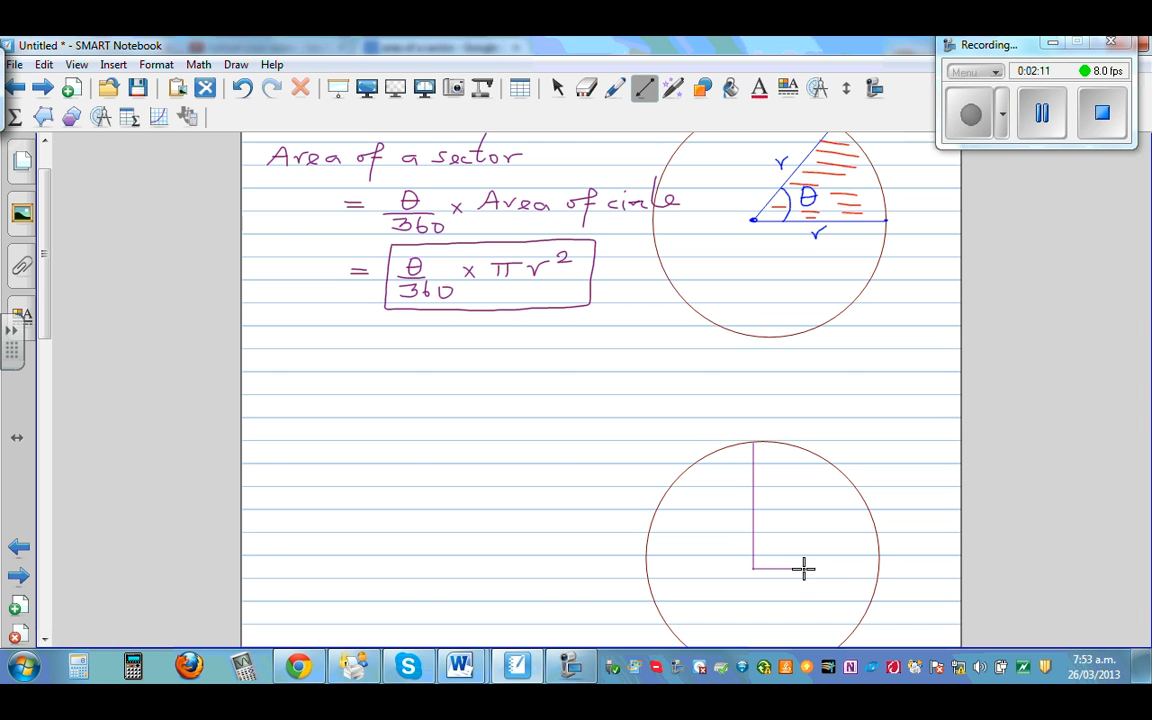 Untitled * - SMART Notebook
Recording...
File Edit View Insert Format Math Draw Help
Menu 0:02:11 8.0 fps
Area of a sector
= θ/360 × Area of circle
= θ/360 × πr²
r
θ
r
7:53 a.m.
26/03/2013